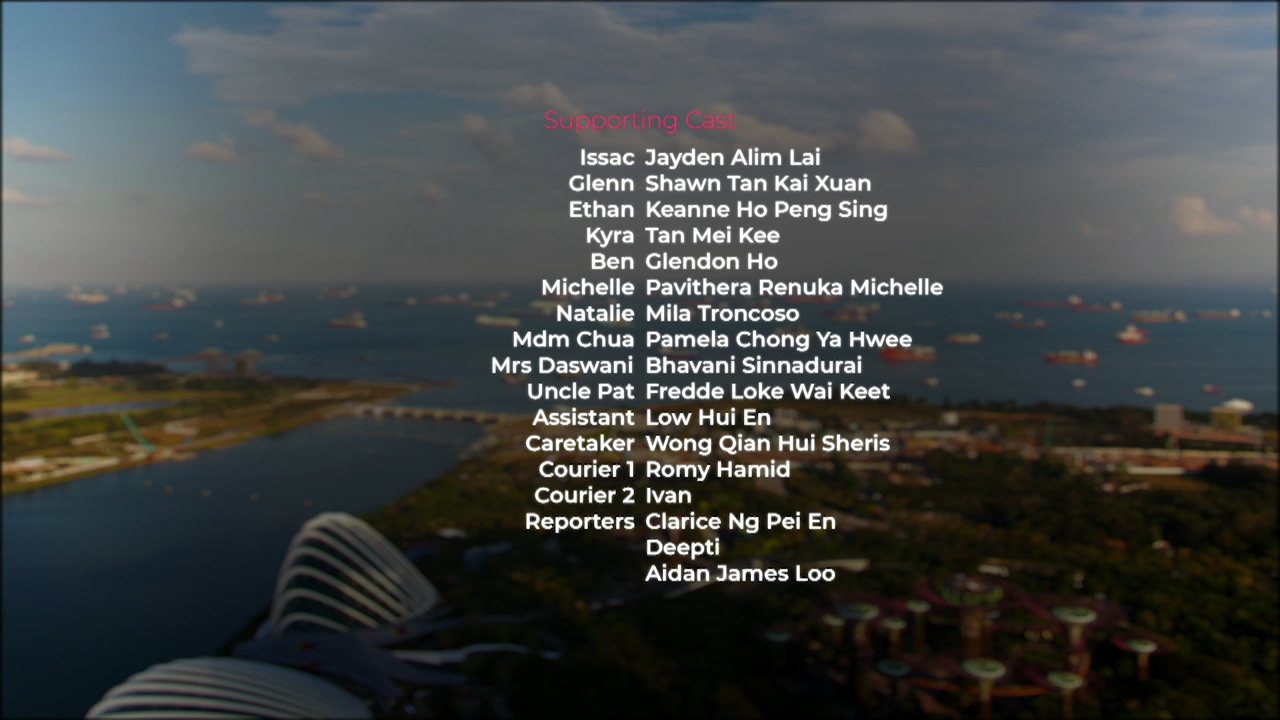 Supporting Cast
Issac Jayden Alim Lai
Glenn Shawn Tan Kai Xuan
Ethan Keanne Ho Peng Sing
Kyra Tan Mei Kee
Ben Glendon Ho
Michelle Pavithera Renuka Michelle
Natalie Mila Troncoso
Mdm Chua Pamela Chong Ya Hwee
Mrs Daswani Bhavani Sinnadurai
Uncle Pat Fredde Loke Wai Keet
Assistant Low Hui En
Caretaker Wong Qian Hui Sheris
Courier 1 Romy Hamid
Courier 2 Ivan
Reporters Clarice Ng Pei En
Deepti
Aidan James Loo